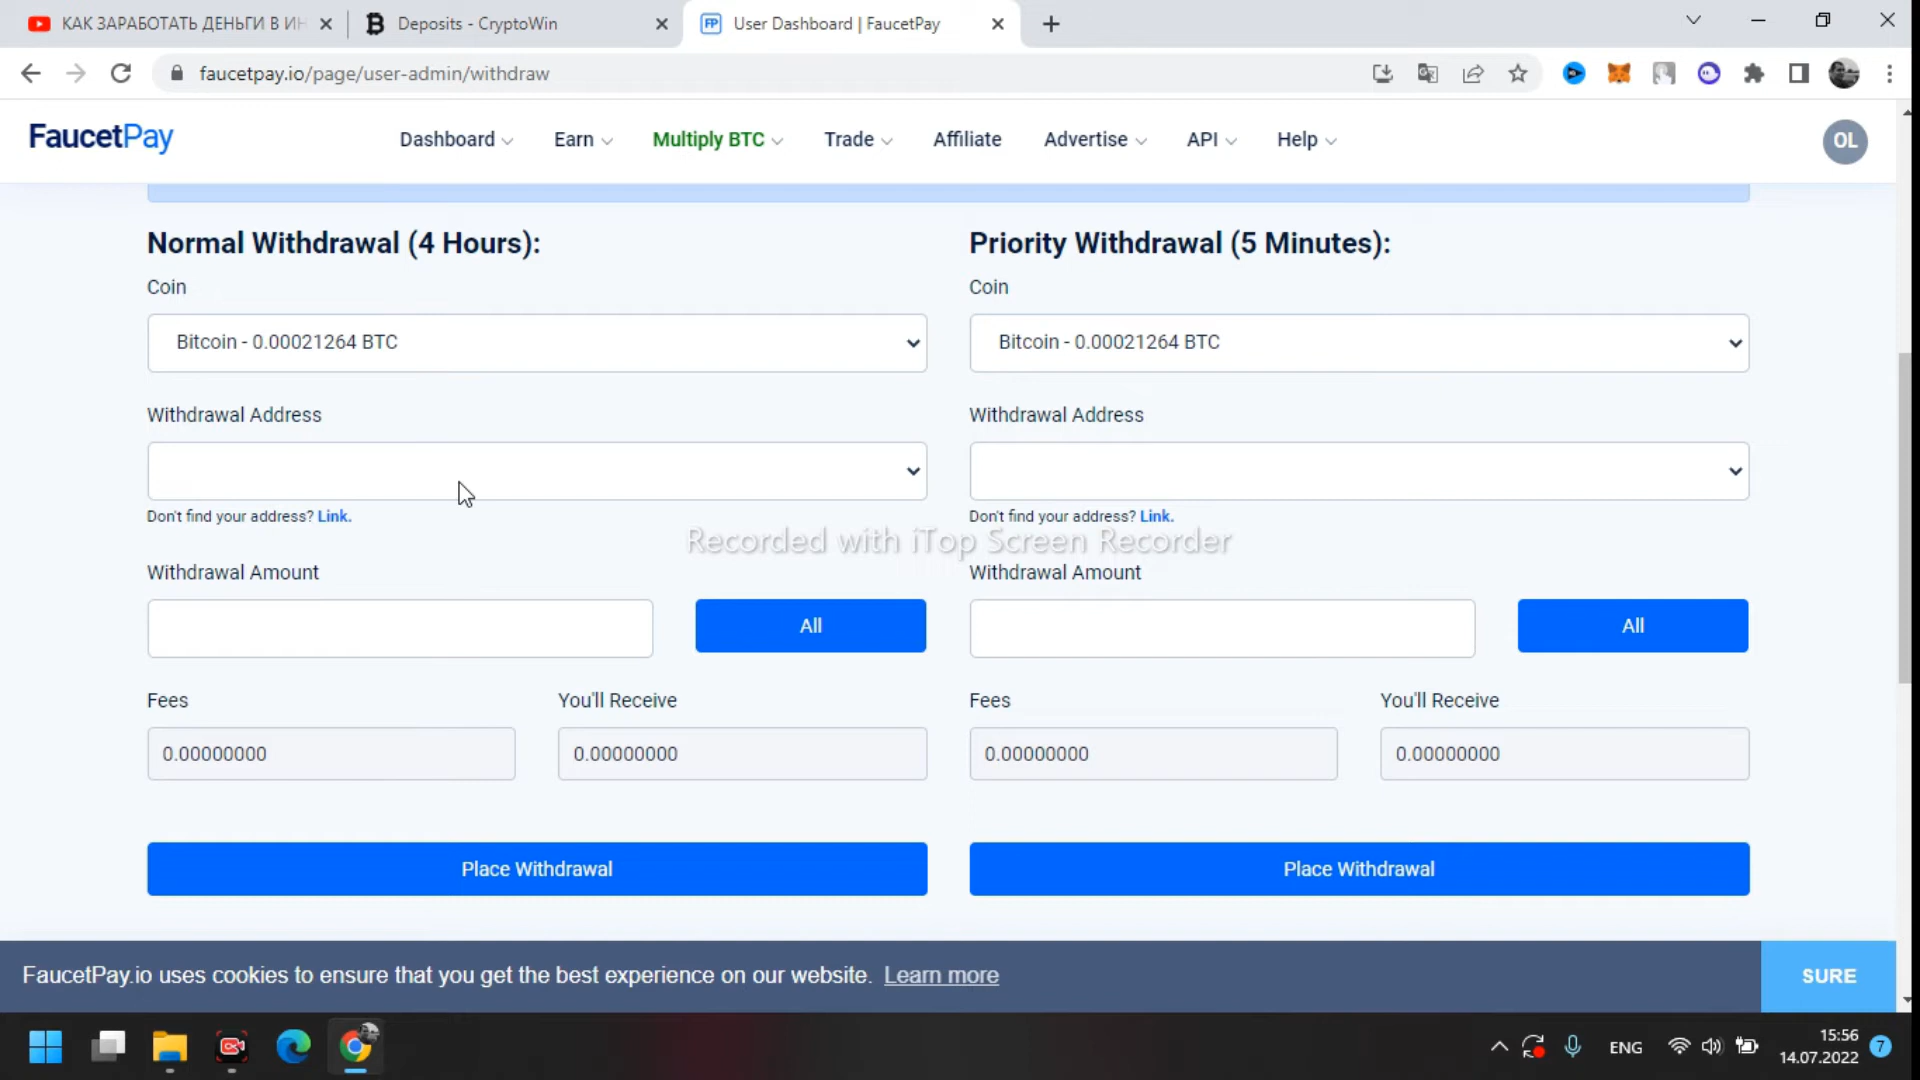 КАК ЗАРАБОТАТЬ ДЕНЬГИ В ИН
Deposits - CryptoWin
FP
User Dashboard | FaucetPay
faucetpay.io/page/user-admin/withdraw
FaucetPay
Dashboard
Earn
Multiply BTC
Trade
Affiliate
Advertise
API
Help
OL
Normal Withdrawal (4 Hours):
Coin
Bitcoin - 0.00021264 BTC
Withdrawal Address
Don't find your address? Link.
Withdrawal Amount
All
Fees
You'll Receive
0.00000000
0.00000000
Place Withdrawal
Priority Withdrawal (5 Minutes):
Coin
Bitcoin - 0.00021264 BTC
Withdrawal Address
Don't find your address? Link.
Withdrawal Amount
All
Fees
You'll Receive
0.00000000
0.00000000
Place Withdrawal
Recorded with iTop Screen Recorder
FaucetPay.io uses cookies to ensure that you get the best experience on our website. Learn more
SURE
ENG
15:56
14.07.2022
7